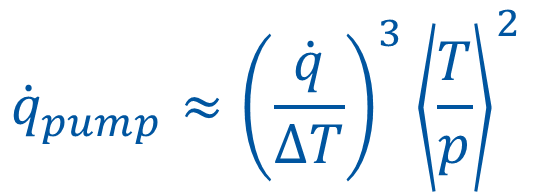 q̇_pump ≈ (q̇/ΔT)³ ⟨T/p⟩²